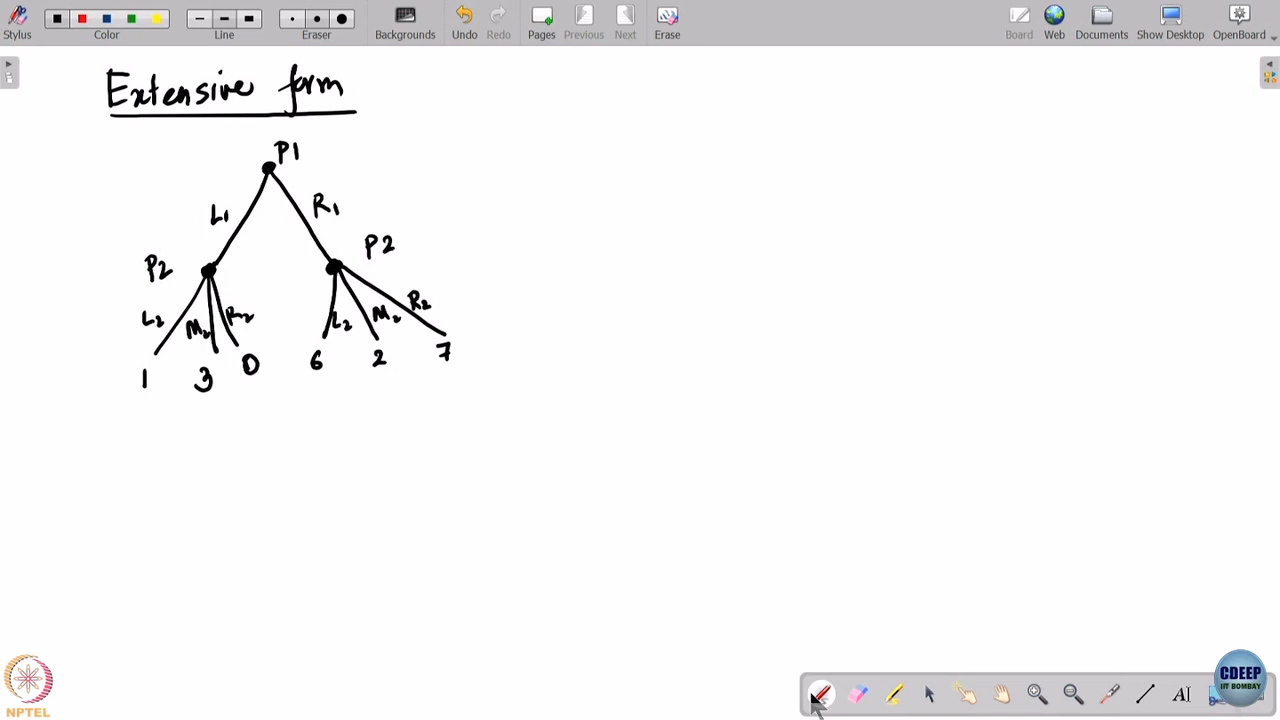 Stylus
Color
Line
Eraser
Backgrounds
Undo
Redo
Pages
Previous
Next
Erase
Board
Web
Documents
Show Desktop
OpenBoard
Extensive form
P1
L1 R1
P2 P2
L2 M2 R2 L2 M2 R2
1 3 0 6 2 7
NPTEL
CDEEP
IIT BOMBAY